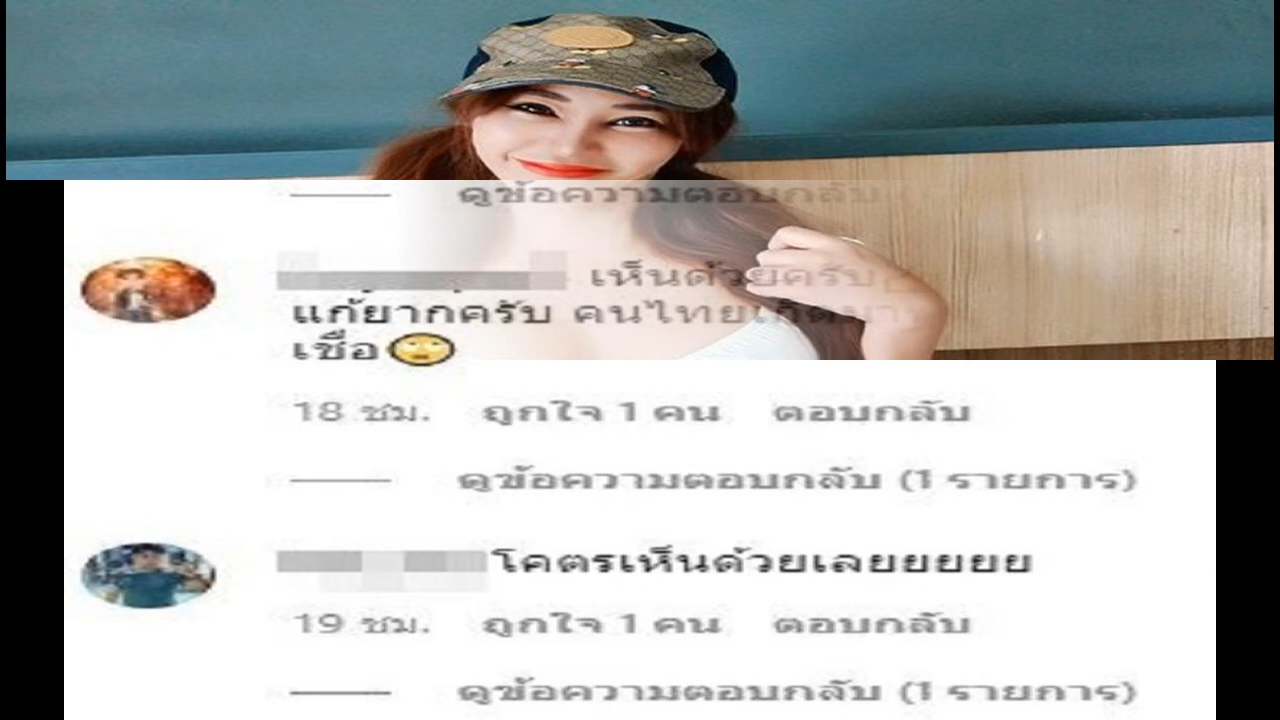 ดูข้อความตอบกลับ
เห็นด้วยครับ
แก้ยากครับ คนไทยเกิดมา
เชื่อ
18 ชม. ถูกใจ 1 คน ตอบกลับ
ดูข้อความตอบกลับ (1 รายการ)
โคตรเห็นด้วยเลยยยยยย
19 ชม. ถูกใจ 1 คน ตอบกลับ
ดูข้อความตอบกลับ (1 รายการ)